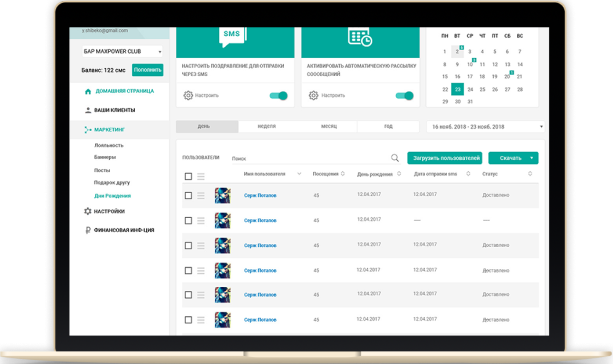 y.shibeko@gmail.com
БАР MAXPOWER CLUB
Баланс: 122 смс Пополнить
ДОМАШНЯЯ СТРАНИЦА
ВАШИ КЛИЕНТЫ
МАРКЕТИНГ
Лояльность
Баннеры
Посты
Подарок другу
Дни Рождения
НАСТРОЙКИ
ФИНАНСОВАЯ ИНФ-ЦИЯ
SMS
НАСТРОИТЬ ПОЗДРАВЛЕНИЕ ДЛЯ ОТПРАВКИ
ЧЕРЕЗ SMS
Настроить
АКТИВИРОВАТЬ АВТОМАТИЧЕСКУЮ РАССЫЛКУ
СООБЩЕНИЙ
Настроить
ПН ВТ СР ЧТ ПТ СБ ВС
1 2 3 4 5 6 7
8 9 10 11 12 13 14
15 16 17 18 19 20 21
22 23 24 25 26 27 28
29 30 31
ДЕНЬ НЕДЕЛЯ МЕСЯЦ ГОД
16 нояб. 2018 - 23 нояб. 2018
ПОЛЬЗОВАТЕЛИ Поиск Загрузить пользователей Скачать
Имя пользователя Посещения День рождения Дата отправки sms Статус
Серж Потапов 45 12.04.2017 12.04.2017 Доставлено
Серж Потапов 45 12.04.2017 — —
Серж Потапов 45 12.04.2017 12.04.2017 Доставлено
Серж Потапов 45 12.04.2017 12.04.2017 Доставлено
Серж Потапов 45 12.04.2017 12.04.2017 Доставлено
Серж Потапов 45 12.04.2017 12.04.2017 Доставлено